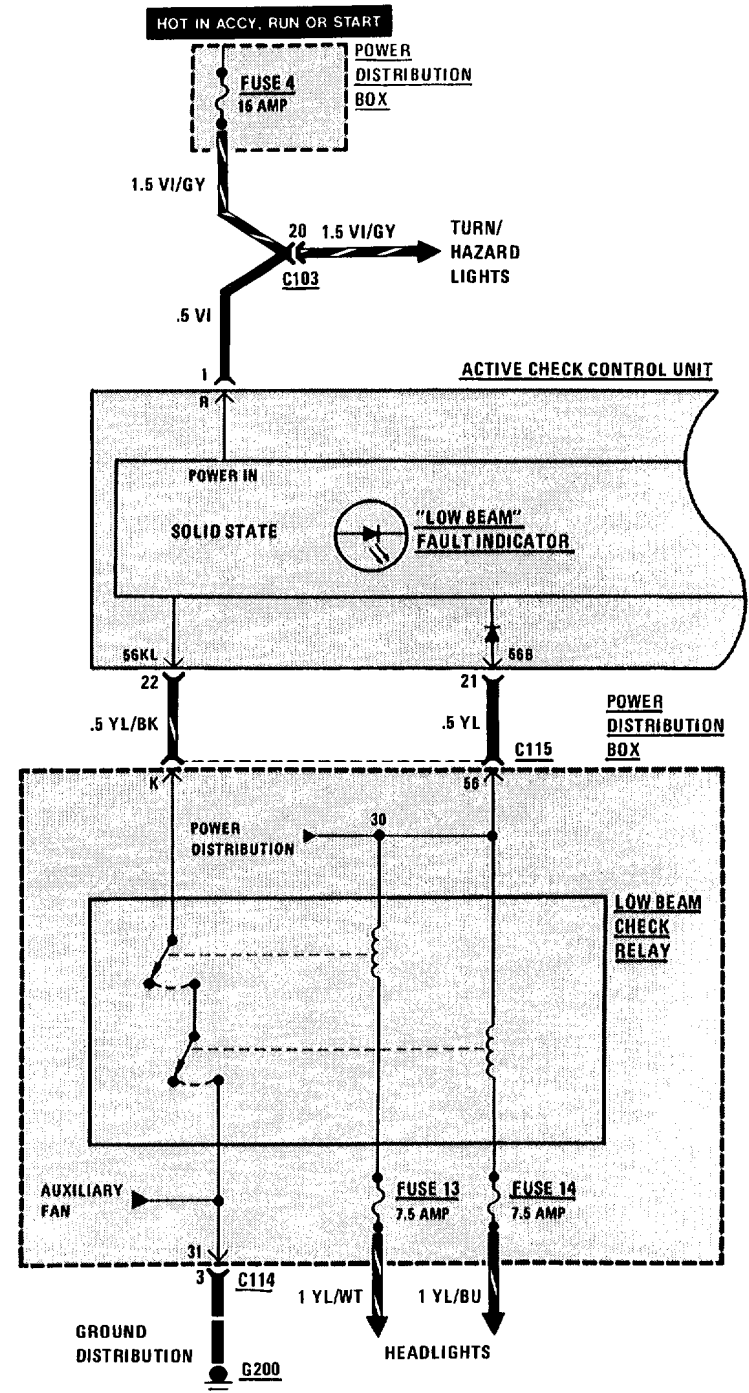 HOT IN ACCY, RUN OR START
POWER
DISTRIBUTION
BOX
FUSE 4
15 AMP
1.5 VI/GY
20 1.5 VI/GY
TURN/
HAZARD
LIGHTS
C103
.5 VI
1
ACTIVE CHECK CONTROL UNIT
R
POWER IN
SOLID STATE
"LOW BEAM"
FAULT INDICATOR
56KL
56B
22
21
.5 YL/BK
.5 YL
POWER
DISTRIBUTION
BOX
C115
K
56
POWER
DISTRIBUTION
30
LOW BEAM
CHECK
RELAY
AUXILIARY
FAN
FUSE 13
7.5 AMP
FUSE 14
7.5 AMP
31
3
C114
1 YL/WT
1 YL/BU
GROUND
DISTRIBUTION
G200
HEADLIGHTS